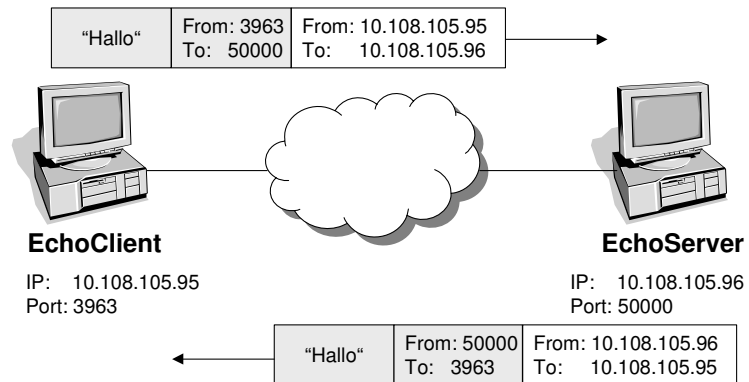 “Hallo“
From: 3963
To: 50000
From: 10.108.105.95
To: 10.108.105.96
EchoClient
IP: 10.108.105.95
Port: 3963
EchoServer
IP: 10.108.105.96
Port: 50000
“Hallo“
From: 50000
To: 3963
From: 10.108.105.96
To: 10.108.105.95